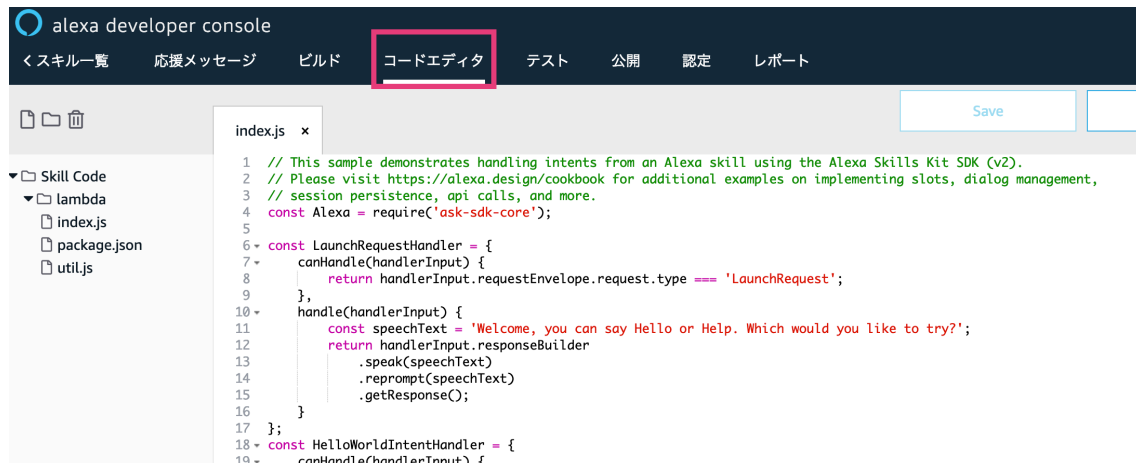 alexa developer console
スキル一覧 応援メッセージ ビルド コードエディタ テスト 公開 認定 レポート
Save
index.js ×
Skill Code
lambda
index.js
package.json
util.js
1 // This sample demonstrates handling intents from an Alexa skill using the Alexa Skills Kit SDK (v2).
2 // Please visit https://alexa.design/cookbook for additional examples on implementing slots, dialog management,
3 // session persistence, api calls, and more.
4 const Alexa = require('ask-sdk-core');
5
6 const LaunchRequestHandler = {
7 canHandle(handlerInput) {
8 return handlerInput.requestEnvelope.request.type === 'LaunchRequest';
9 },
10 handle(handlerInput) {
11 const speechText = 'Welcome, you can say Hello or Help. Which would you like to try?';
12 return handlerInput.responseBuilder
13 .speak(speechText)
14 .reprompt(speechText)
15 .getResponse();
16 }
17 };
18 const HelloWorldIntentHandler = {
19 canHandle(handlerInput) {